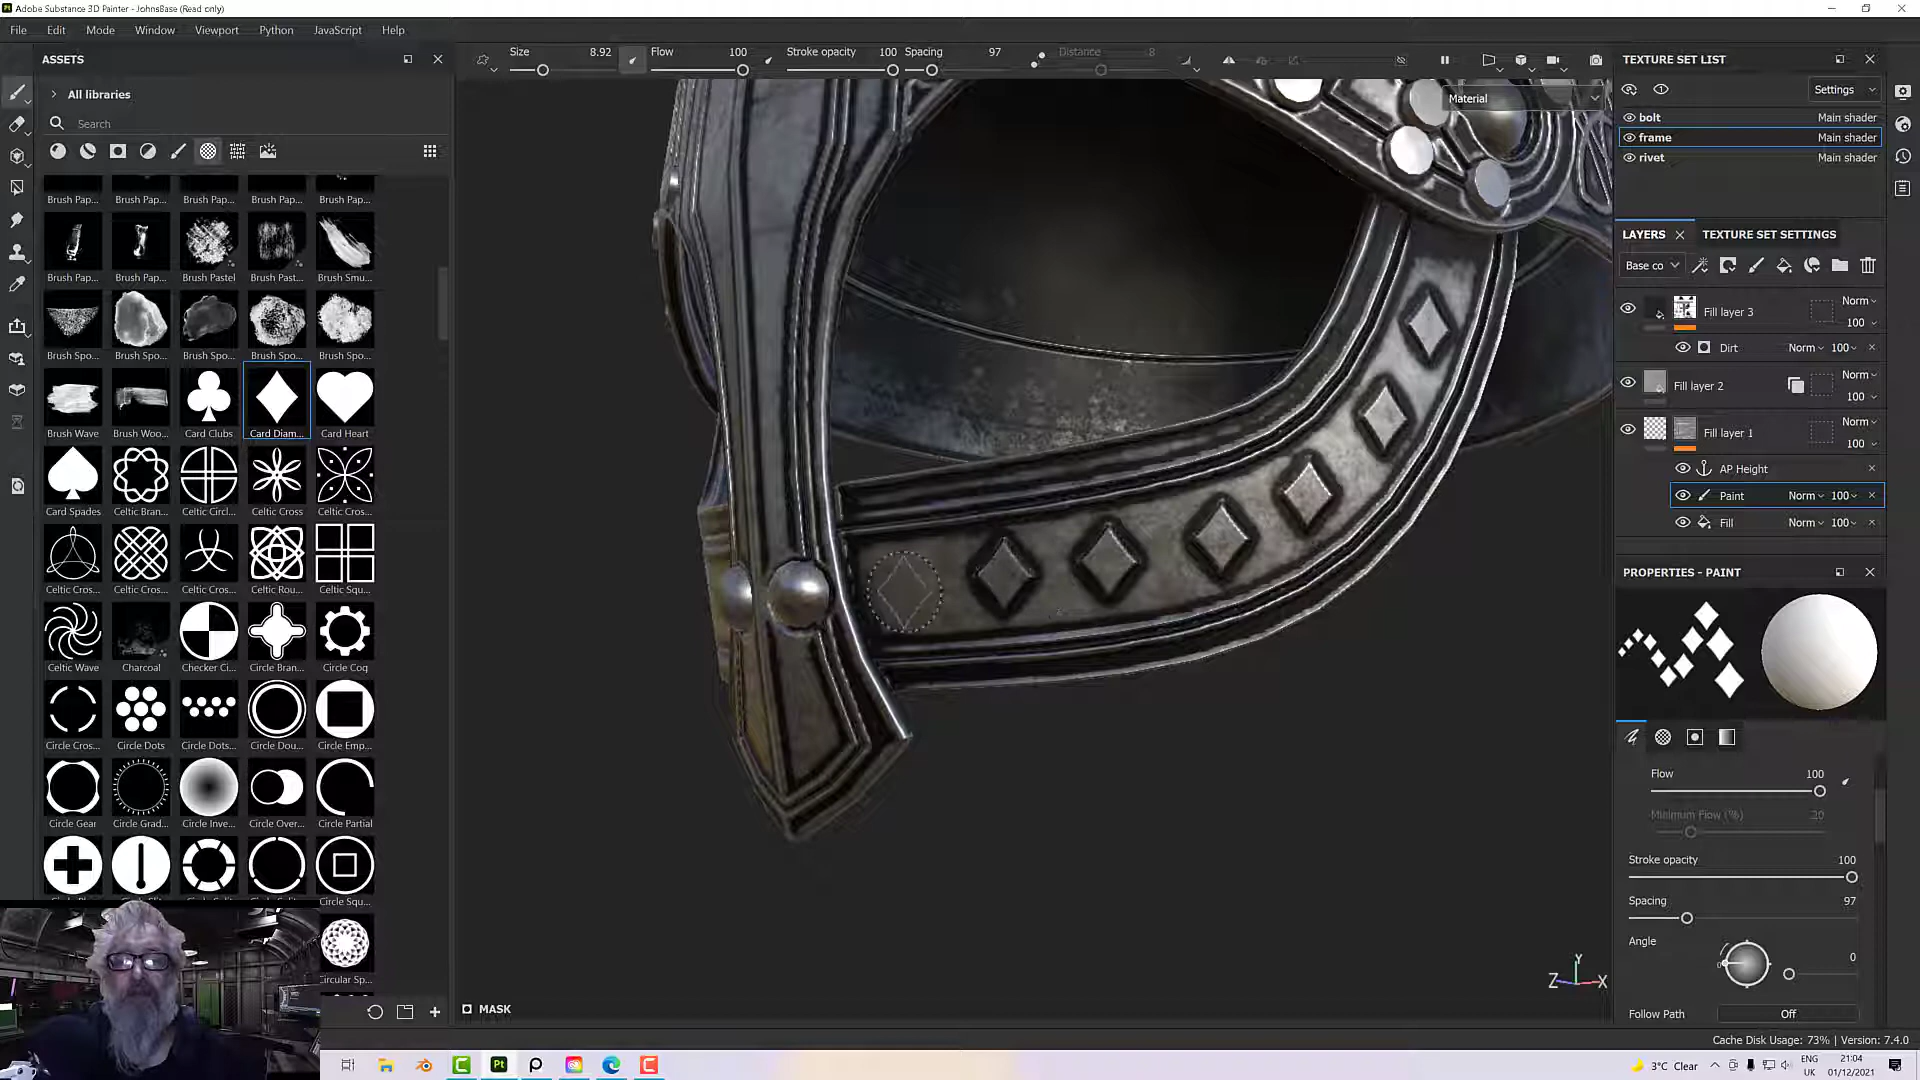 Adobe Substance 3D Painter - JohnsBase (Read only)
File Edit Mode Window Viewport Python JavaScript Help
ASSETS
All libraries
Search
Brush Pap... Brush Pap... Brush Pap... Brush Pap... Brush Pap...
Brush Pap... Brush Pap... Brush Pastel Brush Past... Brush Smu...
Brush Spo... Brush Spo... Brush Spo... Brush Spo... Brush Spo...
Brush Wave Brush Woo... Card Clubs Card Diam... Card Heart
Card Spades Celtic Bran... Celtic Circl... Celtic Cross Celtic Cros...
Celtic Cros... Celtic Cros... Celtic Cros... Celtic Rou... Celtic Squ...
Celtic Wave Charcoal Checker Ci... Circle Bran... Circle Coq
Circle Cros... Circle Dots Circle Dots... Circle Dou... Circle Emp...
Circle Gear Circle Grad... Circle Inve... Circle Over... Circle Partial
Circle Squ...
Circular Sp...
Size 8.92 Flow 100 Stroke opacity 100 Spacing 97 Distance 8
Material
MASK
Y
Z X
TEXTURE SET LIST
Settings
bolt Main shader
frame Main shader
rivet Main shader
LAYERS TEXTURE SET SETTINGS
Base co
Fill layer 3 Norm 100
Dirt Norm 100
Fill layer 2 Norm 100
Fill layer 1 Norm 100
AP Height
Paint Norm 100
Fill Norm 100
PROPERTIES - PAINT
Flow 100
Minimum Flow (%) 20
Stroke opacity 100
Spacing 97
Angle 0
0
Follow Path Off
Cache Disk Usage: 73% | Version: 7.4.0
3°C Clear ENG UK 21:04 01/12/2021